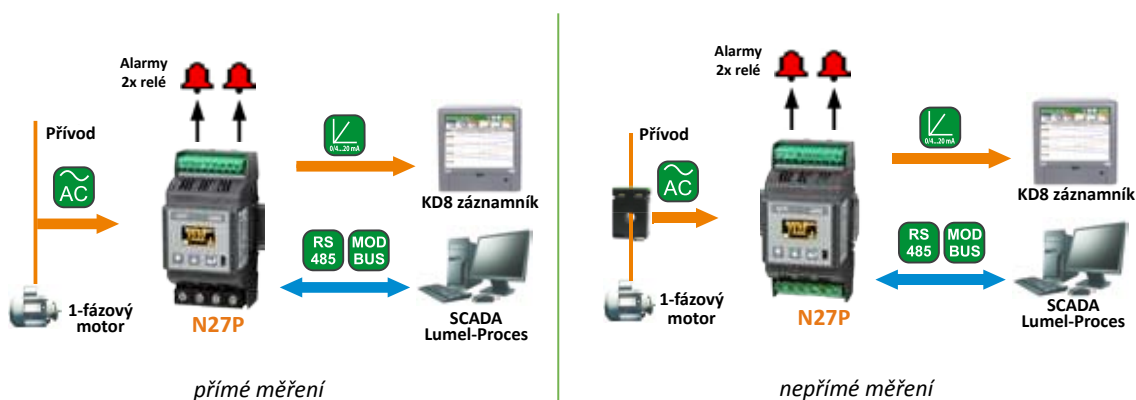 Alarmy
2x relé
Přívod
AC
0/4...20 mA
KD8 záznamník
RS
485
MOD
BUS
1-fázový
motor
N27P
SCADA
Lumel-Proces
přímé měření
Alarmy
2x relé
Přívod
AC
0/4...20 mA
KD8 záznamník
RS
485
MOD
BUS
1-fázový
motor
N27P
SCADA
Lumel-Proces
nepřímé měření